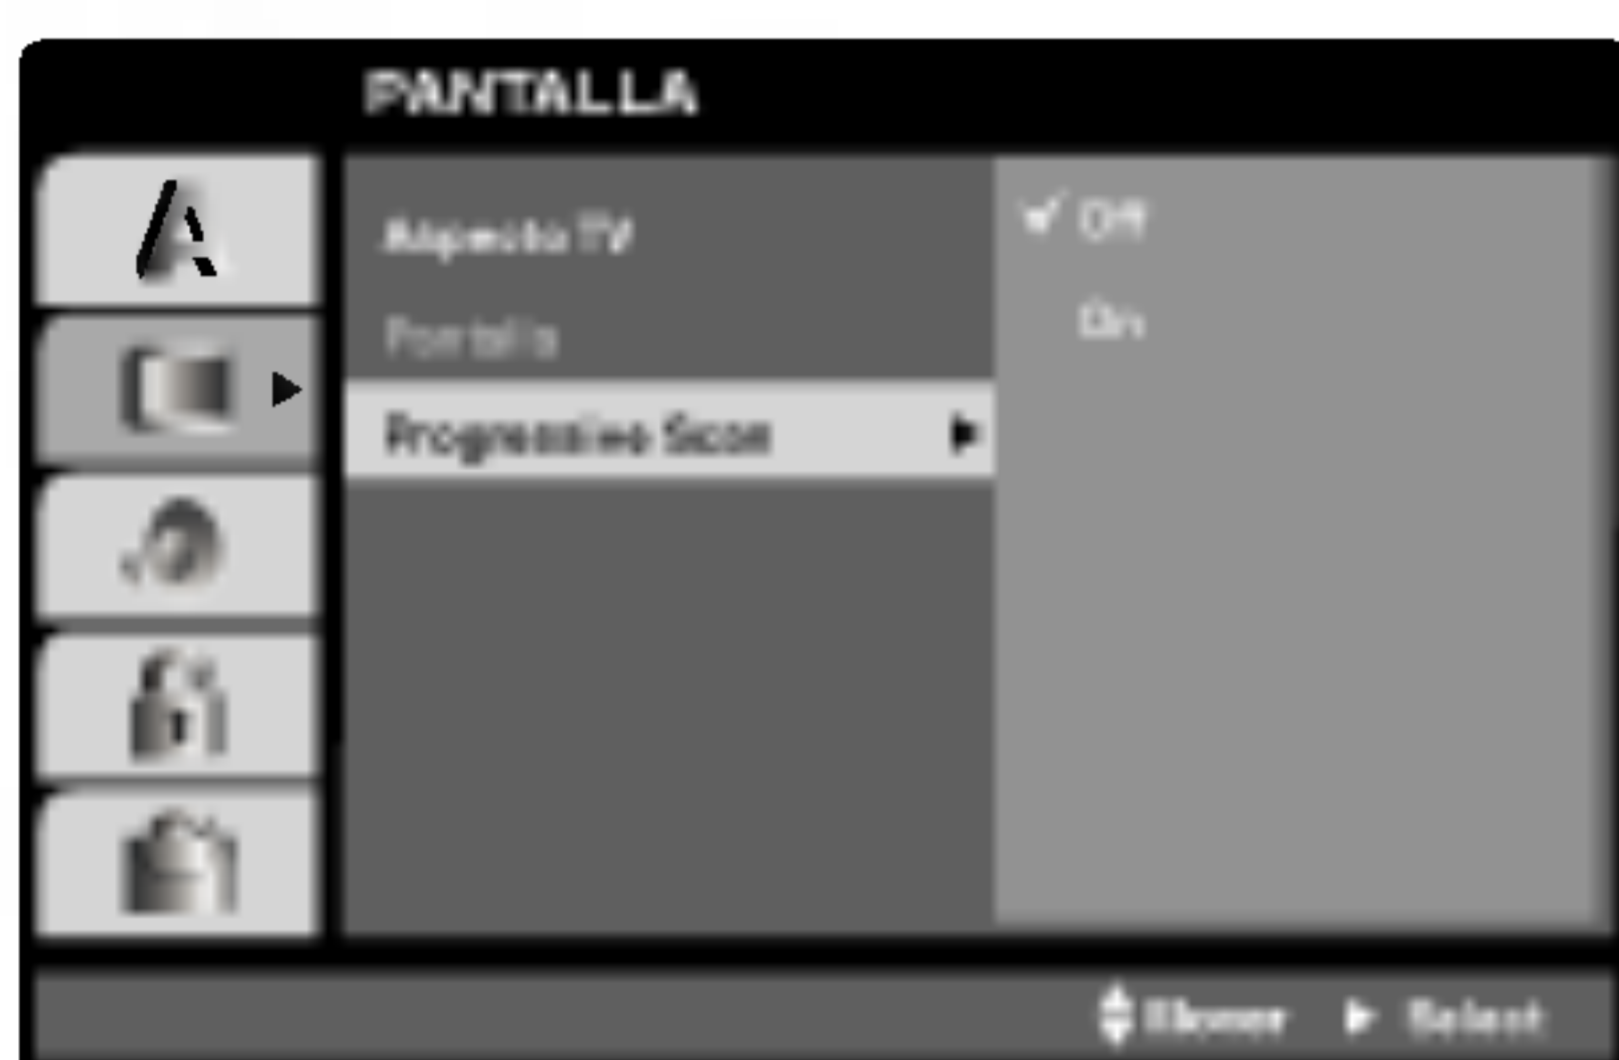 PANTALLA
Aspecto TV
Pantalla
Progressive Scan
Off
On
Select